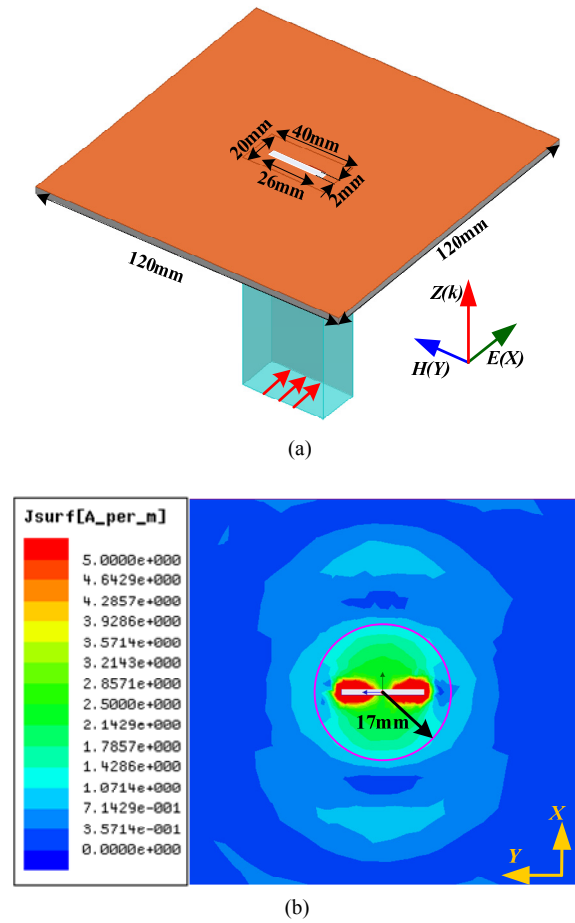 20mm
40mm
26mm
2mm
120mm
120mm
Z(k)
H(Y)
E(X)
(a)
Jsurf[A_per_m]
5.0000e+000
4.6429e+000
4.2857e+000
3.9286e+000
3.5714e+000
3.2143e+000
2.8571e+000
2.5000e+000
2.1429e+000
1.7857e+000
1.4286e+000
1.0714e+000
7.1429e-001
3.5714e-001
0.0000e+000
17mm
X
Y
(b)